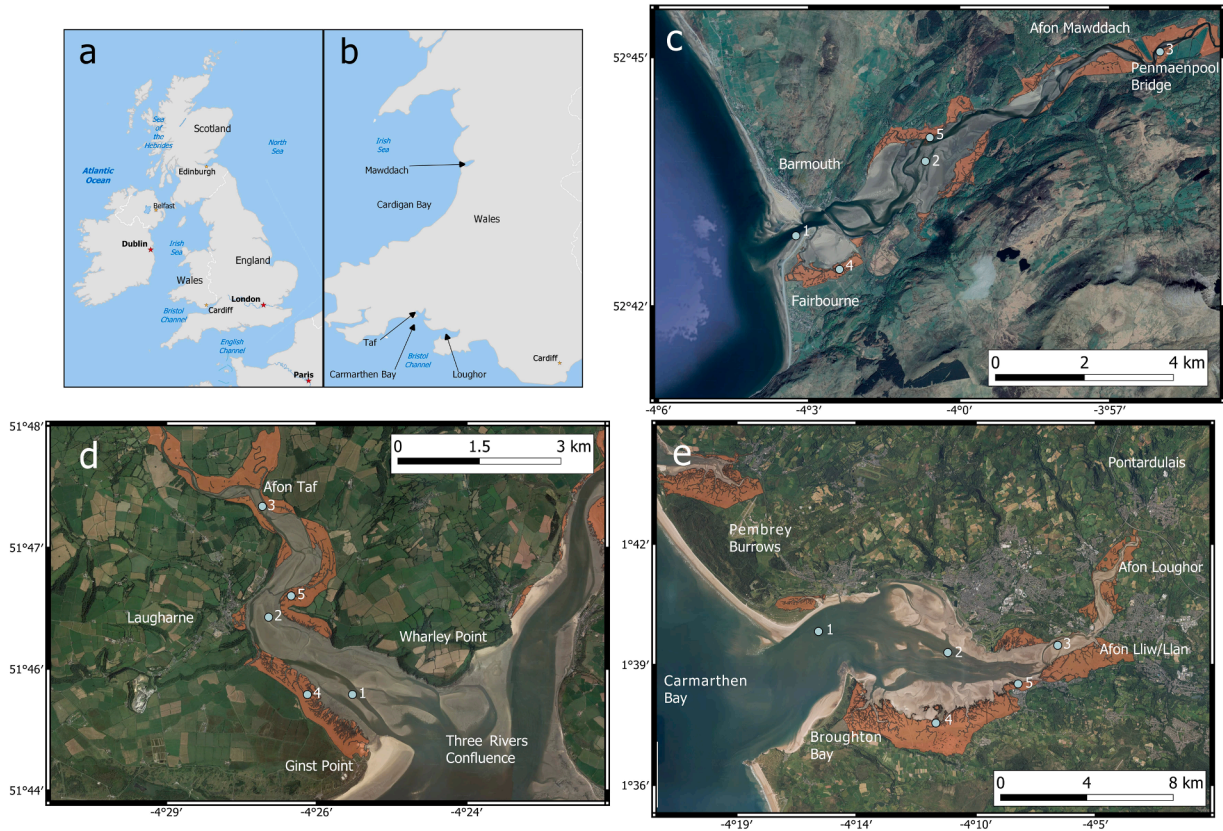 a
Scotland
Sea
of
the
Hebrides
North
Sea
Edinburgh
Atlantic
Ocean
Belfast
Dublin
Irish
Sea
England
Wales
London
Cardiff
Bristol
Channel
English
Channel
Paris
b
Irish
Sea
Mawddach
Cardigan Bay
Wales
Taf
Carmarthen Bay
Bristol
Channel
Loughor
Cardiff
c
Afon Mawddach
52°45′
3
Penmaenpool
Bridge
5
2
Barmouth
1
4
Fairbourne
52°42′
0 2 4 km
-4°6′ -4°3′ -4°0′ -3°57′
51°48′
d
0 1.5 3 km
Afon Taf
3
51°47′
5
2
Laugharne
Wharley Point
51°46′
4
1
Three Rivers
Confluence
Ginst Point
51°44′
-4°29′ -4°26′ -4°24′
e
Pontardulais
Pembrey
Burrows
1°42′
Afon Loughor
1
2
3
Afon Lliw/Llan
1°39′
5
Carmarthen
Bay
4
Broughton
Bay
1°36′
0 4 8 km
-4°19′ -4°14′ -4°10′ -4°5′